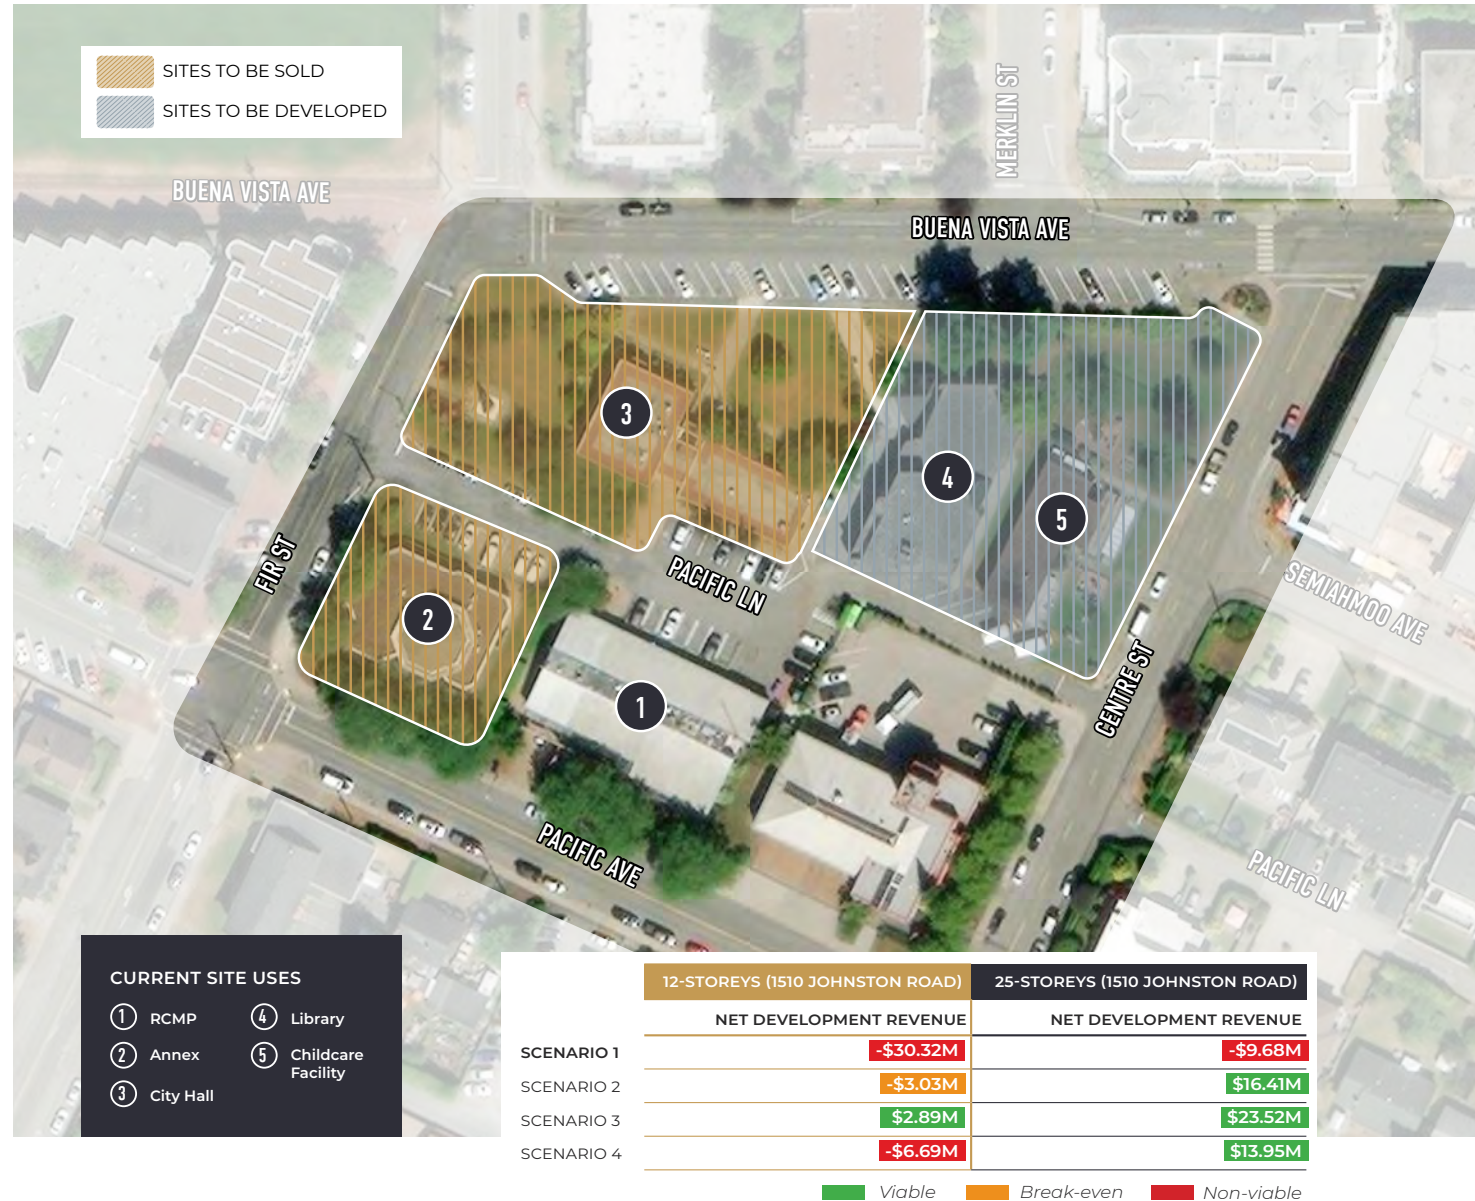 SITES TO BE SOLD
SITES TO BE DEVELOPED
MERKLIN ST
BUENA VISTA AVE
BUENA VISTA AVE
3
4
5
FIR ST
PACIFIC LN
SEMIAHMOO AVE
2
1
CENTRE ST
PACIFIC AVE
PACIFIC LN
CURRENT SITE USES
1 RCMP
2 Annex
3 City Hall
4 Library
5 Childcare
Facility
12-STOREYS (1510 JOHNSTON ROAD) 25-STOREYS (1510 JOHNSTON ROAD)
NET DEVELOPMENT REVENUE NET DEVELOPMENT REVENUE
SCENARIO 1 -$30.32M -$9.68M
SCENARIO 2 -$3.03M $16.41M
SCENARIO 3 $2.89M $23.52M
SCENARIO 4 -$6.69M $13.95M
Viable Break-even Non-viable